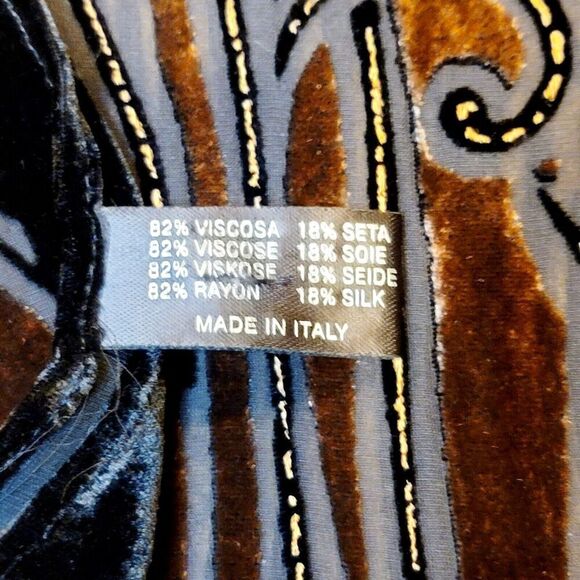 82% VISCOSA 18% SETA
82% VISCOSE 18% SOIE
82% VISKOSE 18% SEIDE
82% RAYON 18% SILK
MADE IN ITALY